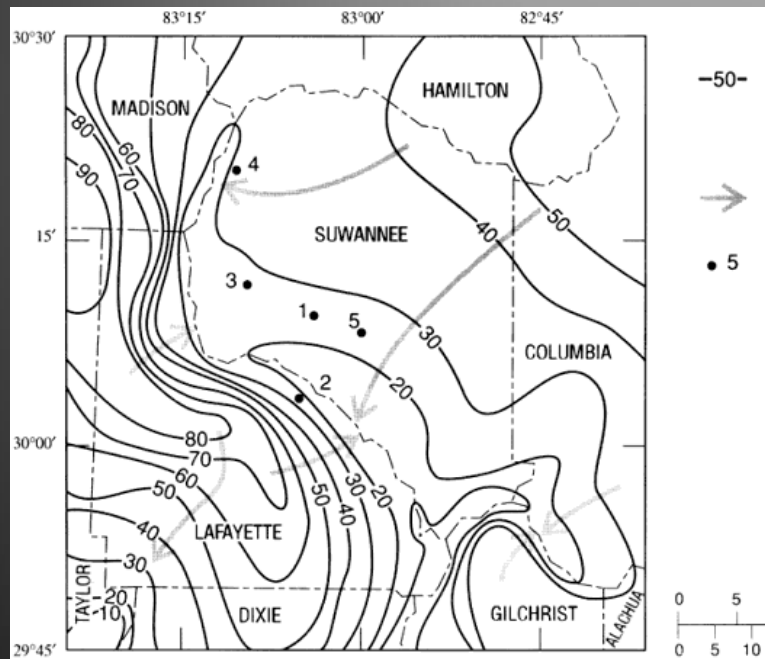 83°15′ 83°00′ 82°45′
30°30′
MADISON
HAMILTON
-50-
80
60
70
90
4
50
40
15′
SUWANNEE
3
1
5
5
30
COLUMBIA
20
2
30°00′
80
70
60
50
40
30
20
50
40
30
20
LAFAYETTE
TAYLOR
10
DIXIE
GILCHRIST
ALACHUA
0 5
0 5 10
29°45′